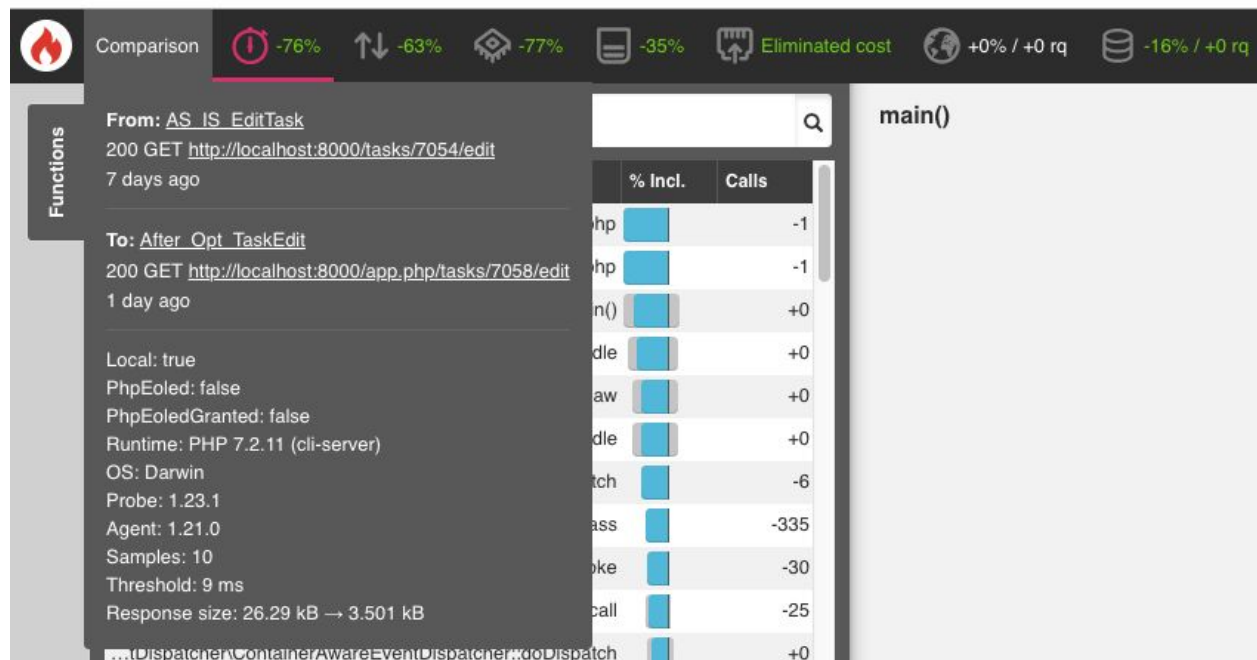 Comparison -76% -63% -77% -35% Eliminated cost +0% / +0 rq -16% / +0 rq
Functions
From: AS_IS_EditTask
200 GET http://localhost:8000/tasks/7054/edit
7 days ago
To: After_Opt_TaskEdit
200 GET http://localhost:8000/app.php/tasks/7058/edit
1 day ago
Local: true
PhpEoled: false
PhpEoledGranted: false
Runtime: PHP 7.2.11 (cli-server)
OS: Darwin
Probe: 1.23.1
Agent: 1.21.0
Samples: 10
Threshold: 9 ms
Response size: 26.29 kB → 3.501 kB
% Incl. Calls
hp -1
hp -1
in() +0
dle +0
aw +0
dle +0
tch -6
ass -335
oke -30
call -25
...tDispatcher\ContainerAwareEventDispatcher::doDispatch +0
main()